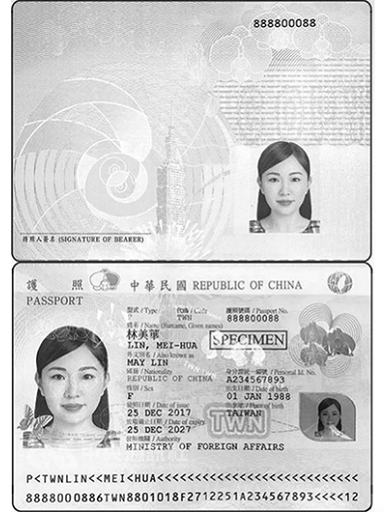 888800088
持照人簽名 (SIGNATURE OF BEARER)
護 照 中華民國 REPUBLIC OF CHINA
PASSPORT
型式 / Type 代碼 / Code 護照號碼 / Passport No.
P TWN 888800088
姓名 / Name (Surname, Given names)
林美華
LIN, MEI-HUA
SPECIMEN
外文別名 / Also known as
MAY LIN
國籍 / Nationality 身分證統一編號 / Personal Id. No.
REPUBLIC OF CHINA A234567893
性別 / Sex 出生日期 / Date of birth
F 01 JAN 1988
發照日期 / Date of issue 出生地 / Place of birth
25 DEC 2017 TAIWAN
效期截止日期 / Date of expiry
25 DEC 2027
TWN
發照機關 / Authority
MINISTRY OF FOREIGN AFFAIRS
P<TWNLIN<<MEI<HUA<<<<<<<<<<<<<<<<<<<<<<<<<<<
8888000886TWN8801018F2712251A234567893<<<<12